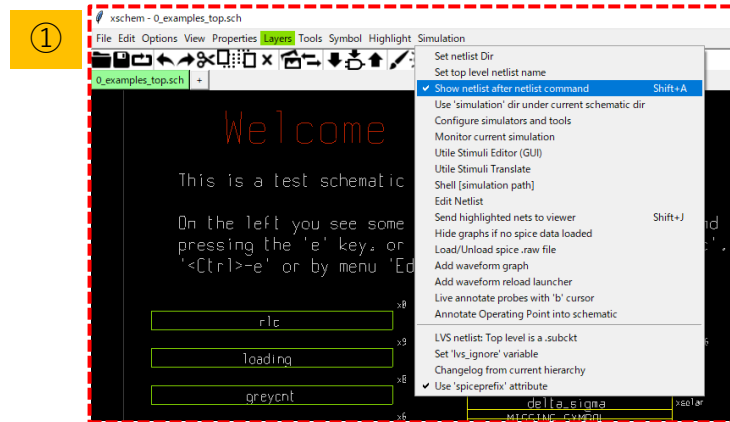 ①
xschem - 0_examples_top.sch
File Edit Options View Properties Layers Tools Symbol Highlight Simulation
0_examples_top.sch +
Set netlist Dir
Set top level netlist name
✓ Show netlist after netlist command Shift+A
Use 'simulation' dir under current schematic dir
Configure simulators and tools
Monitor current simulation
Utile Stimuli Editor (GUI)
Utile Stimuli Translate
Shell [simulation path]
Edit Netlist
Send highlighted nets to viewer Shift+J
Hide graphs if no spice data loaded
Load/Unload spice .raw file
Add waveform graph
Add waveform reload launcher
Live annotate probes with 'b' cursor
Annotate Operating Point into schematic
LVS netlist: Top level is a .subckt
Set 'lvs_ignore' variable
Changelog from current hierarchy
✓ Use 'spiceprefix' attribute
Welcome
This is a test schematic
On the left you see some
pressing the 'e' key. or
'<Ctrl>-e' or by menu 'Ed
x0
rlc
x9
loading
x8
greycnt
x6
delta_sigma
MISSING SYMBOL